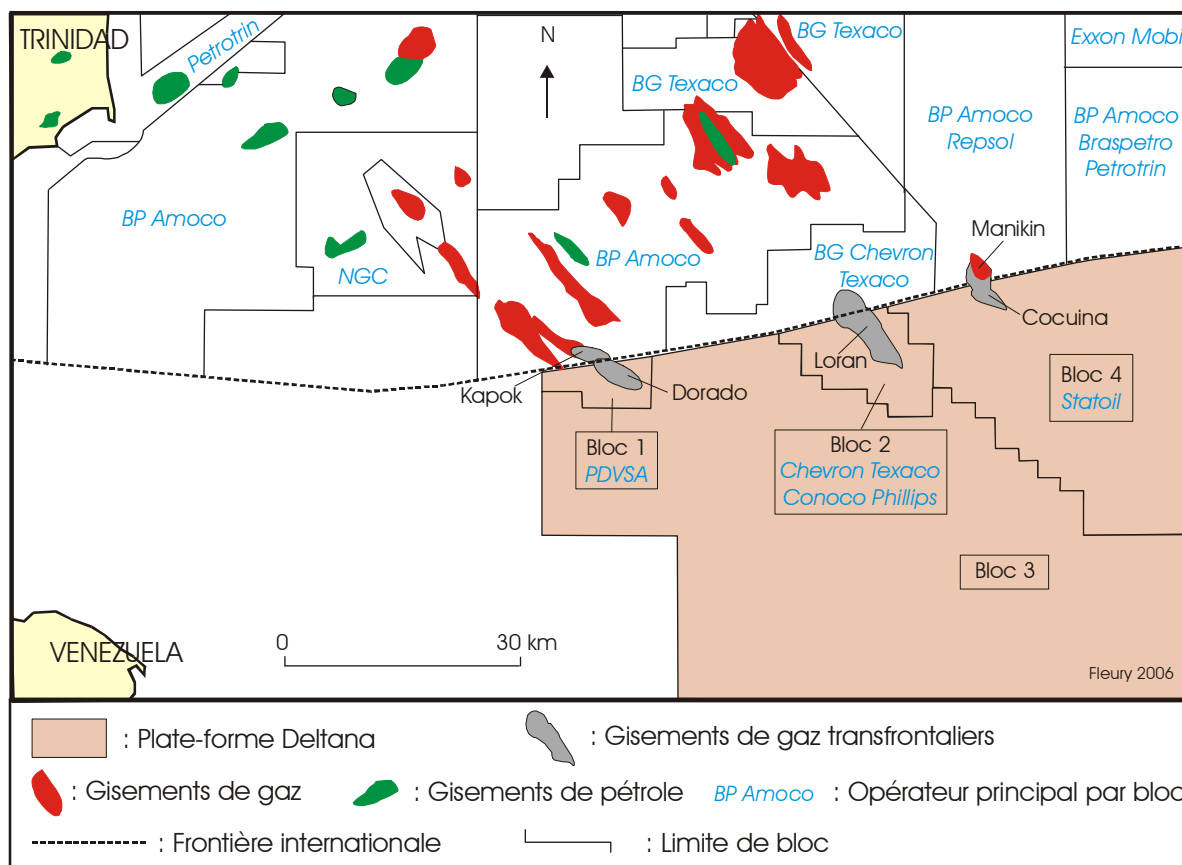 TRINIDAD
Petrotrin
N
BG Texaco
Exxon Mobi
BG Texaco
BP Amoco
Repsol
BP Amoco
Braspetro
Petrotrin
BP Amoco
NGC
BP Amoco
BG Chevron
Texaco
Manikin
Cocuina
Loran
Kapok
Dorado
Bloc 4
Statoil
Bloc 1
PDVSA
Bloc 2
Chevron Texaco
Conoco Phillips
Bloc 3
VENEZUELA
0 30 km
Fleury 2006
: Plate-forme Deltana
: Gisements de gaz transfrontaliers
: Gisements de gaz
: Gisements de pétrole
BP Amoco : Opérateur principal par bloc
: Frontière internationale
: Limite de bloc